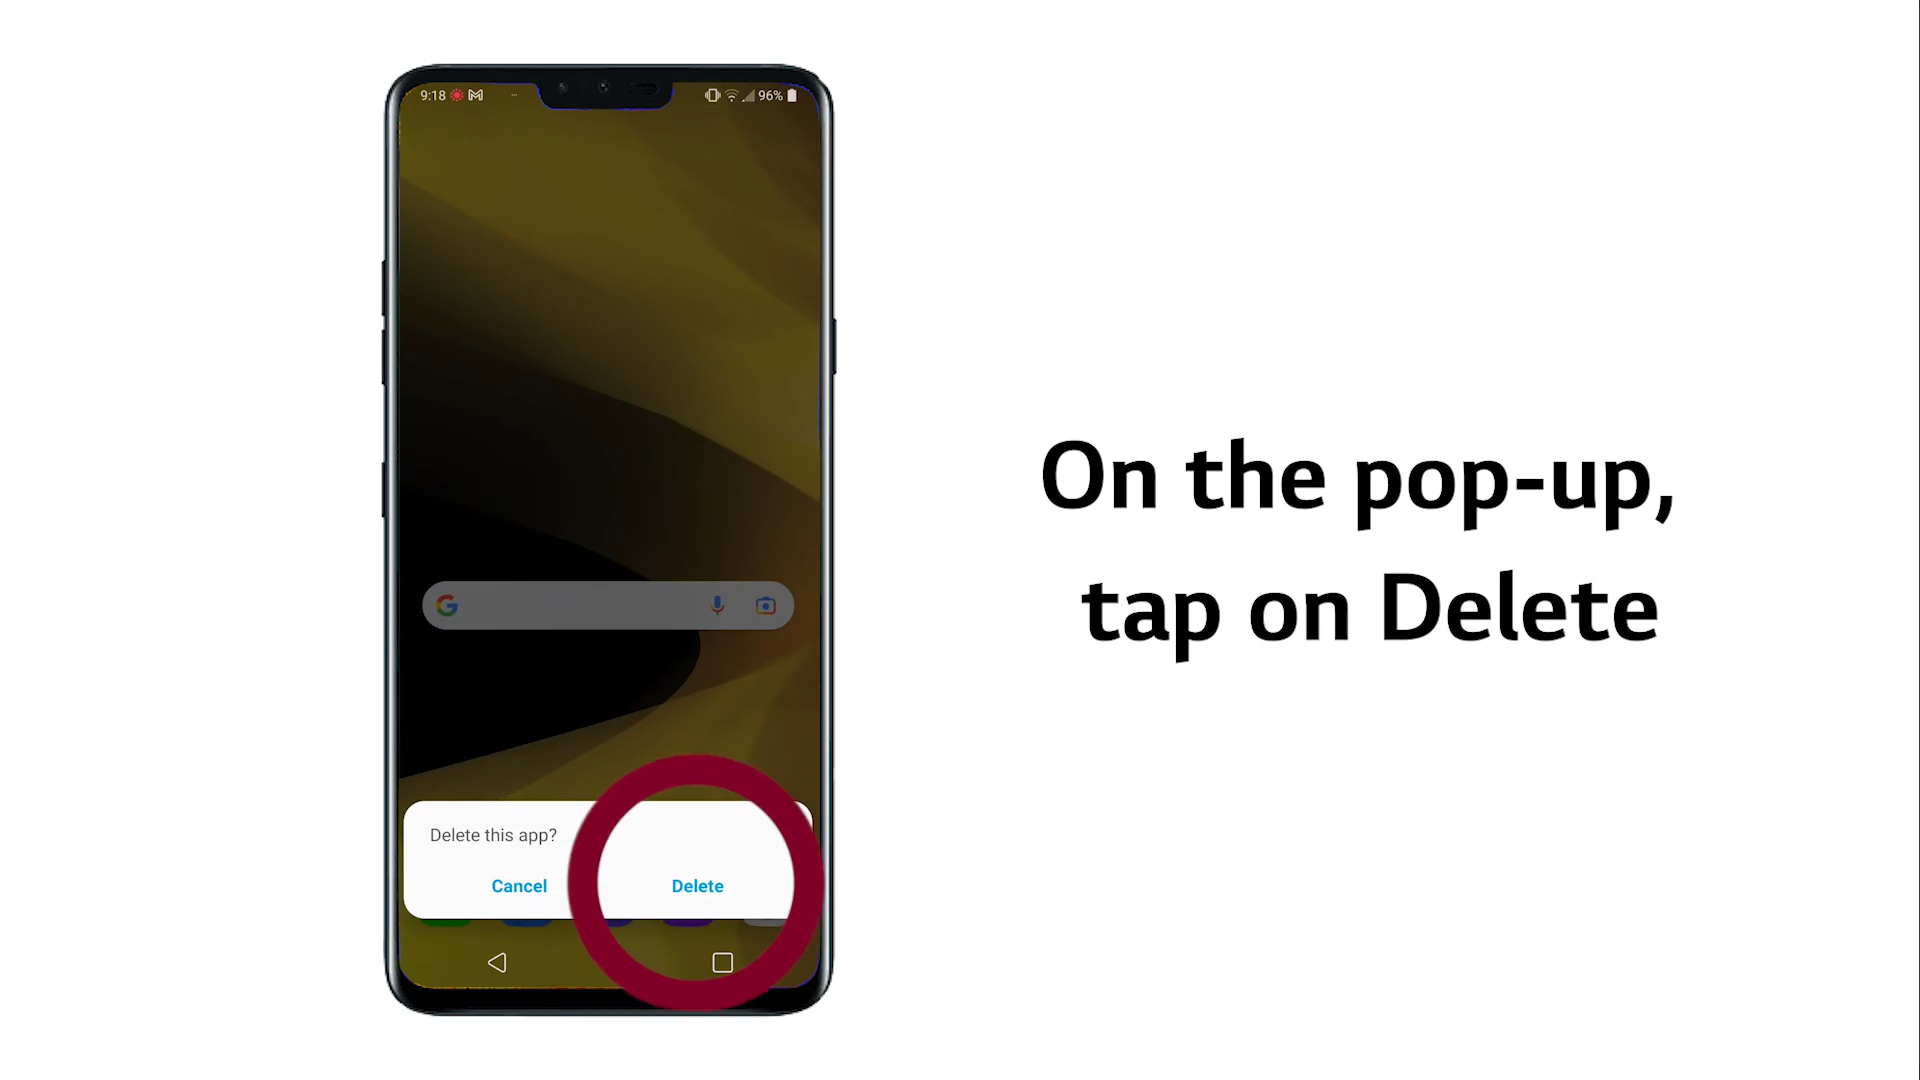 9:18
96%
On the pop-up,
tap on Delete
Delete this app?
Cancel Delete